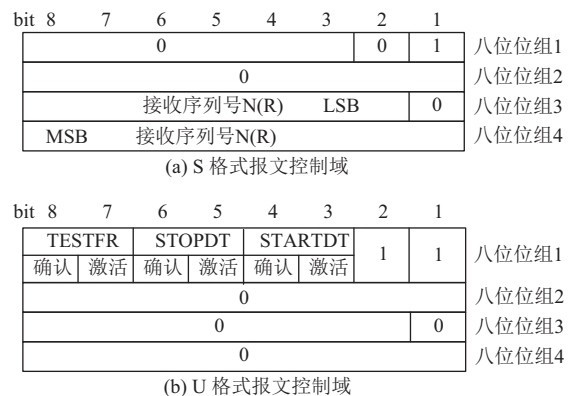 bit 8 7 6 5 4 3 2 1
0 0 1 八位位组1
0 八位位组2
接收序列号N(R) LSB 0 八位位组3
MSB 接收序列号N(R) 八位位组4
(a) S 格式报文控制域
bit 8 7 6 5 4 3 2 1
TESTFR STOPDT STARTDT 1 1 八位位组1
确认 激活 确认 激活 确认 激活
0 八位位组2
0 0 八位位组3
0 八位位组4
(b) U 格式报文控制域